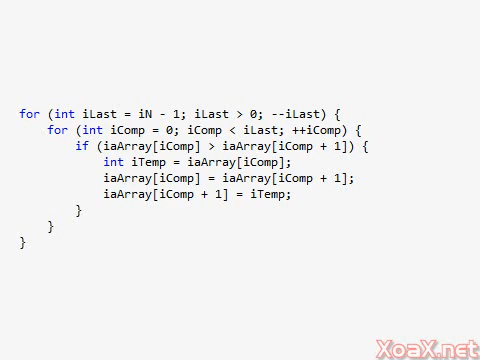 for (int iLast = iN - 1; iLast > 0; --iLast) {
    for (int iComp = 0; iComp < iLast; ++iComp) {
        if (iaArray[iComp] > iaArray[iComp + 1]) {
            int iTemp = iaArray[iComp];
            iaArray[iComp] = iaArray[iComp + 1];
            iaArray[iComp + 1] = iTemp;
        }
    }
}
XoaX.net